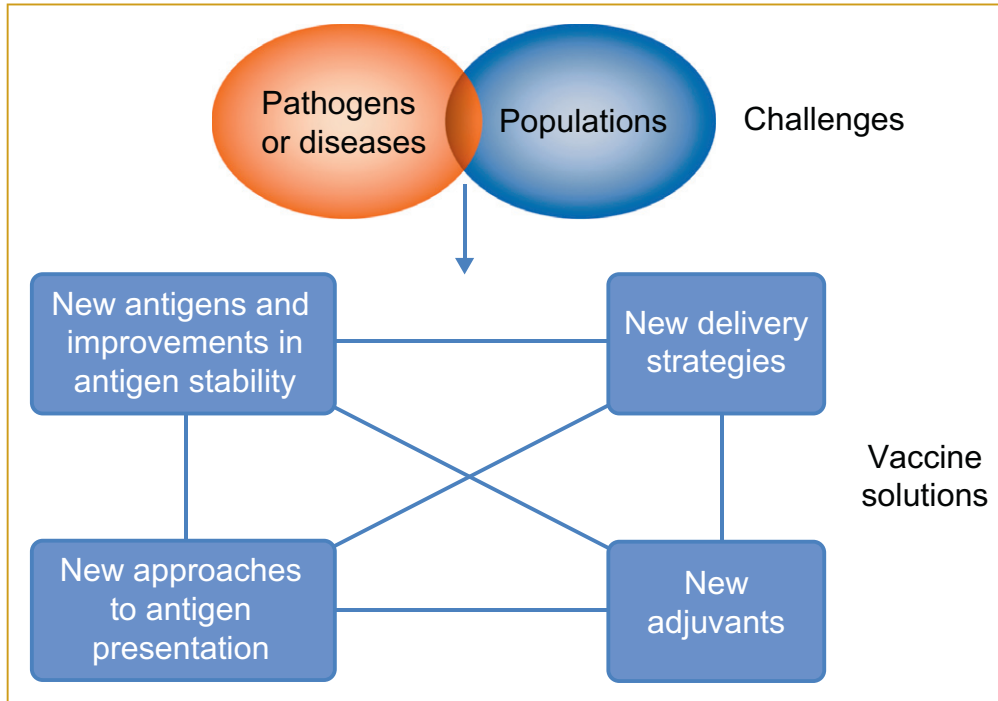 Pathogens
or diseases
Populations
Challenges
New antigens and
improvements in
antigen stability
New delivery
strategies
Vaccine
solutions
New approaches
to antigen
presentation
New
adjuvants